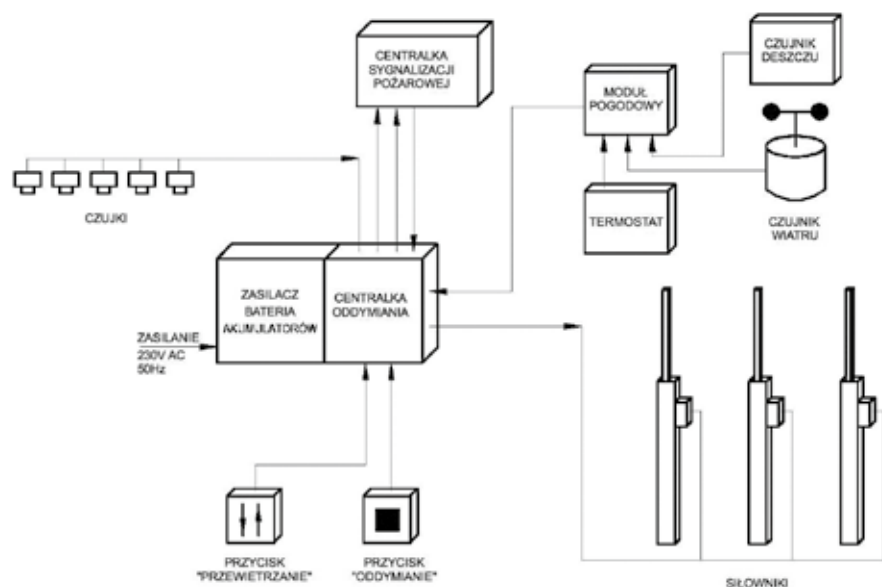 CENTRALKA
SYGNALIZACJI
POŻAROWEJ
CZUJNIK
DESZCZU
MODUŁ
POGODOWY
CZUJKI
TERMOSTAT
CZUJNIK
WIATRU
ZASILACZ
BATERIA
AKUMULATORÓW
CENTRALKA
ODDYMIANIA
ZASILANIE
230V AC
50Hz
PRZYCISK
"PRZEWIETRZANIE"
PRZYCISK
"ODDYMIANIE"
SIŁOWNIKI